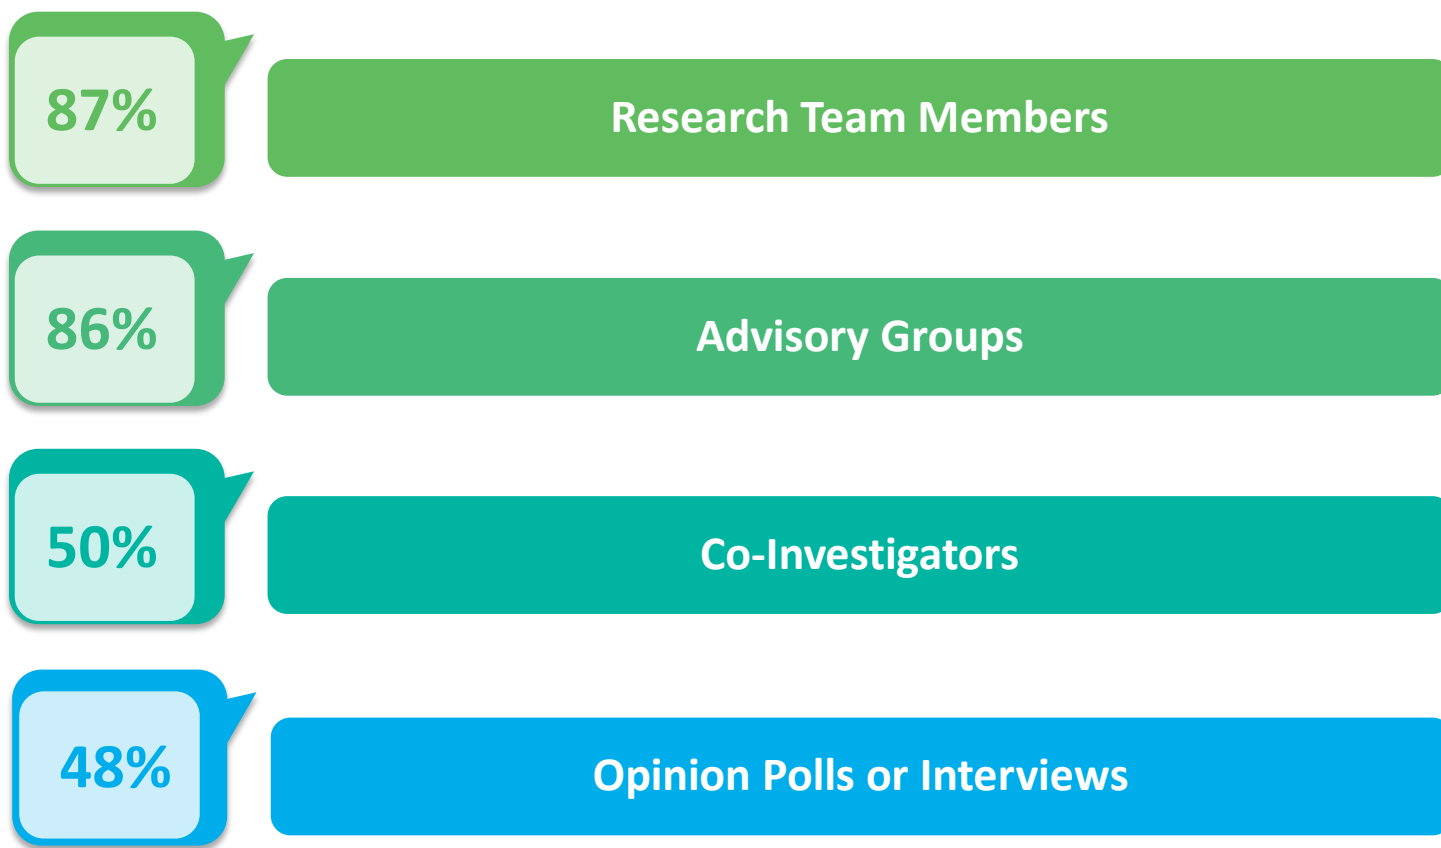 87%
Research Team Members
86%
Advisory Groups
50%
Co-Investigators
48%
Opinion Polls or Interviews